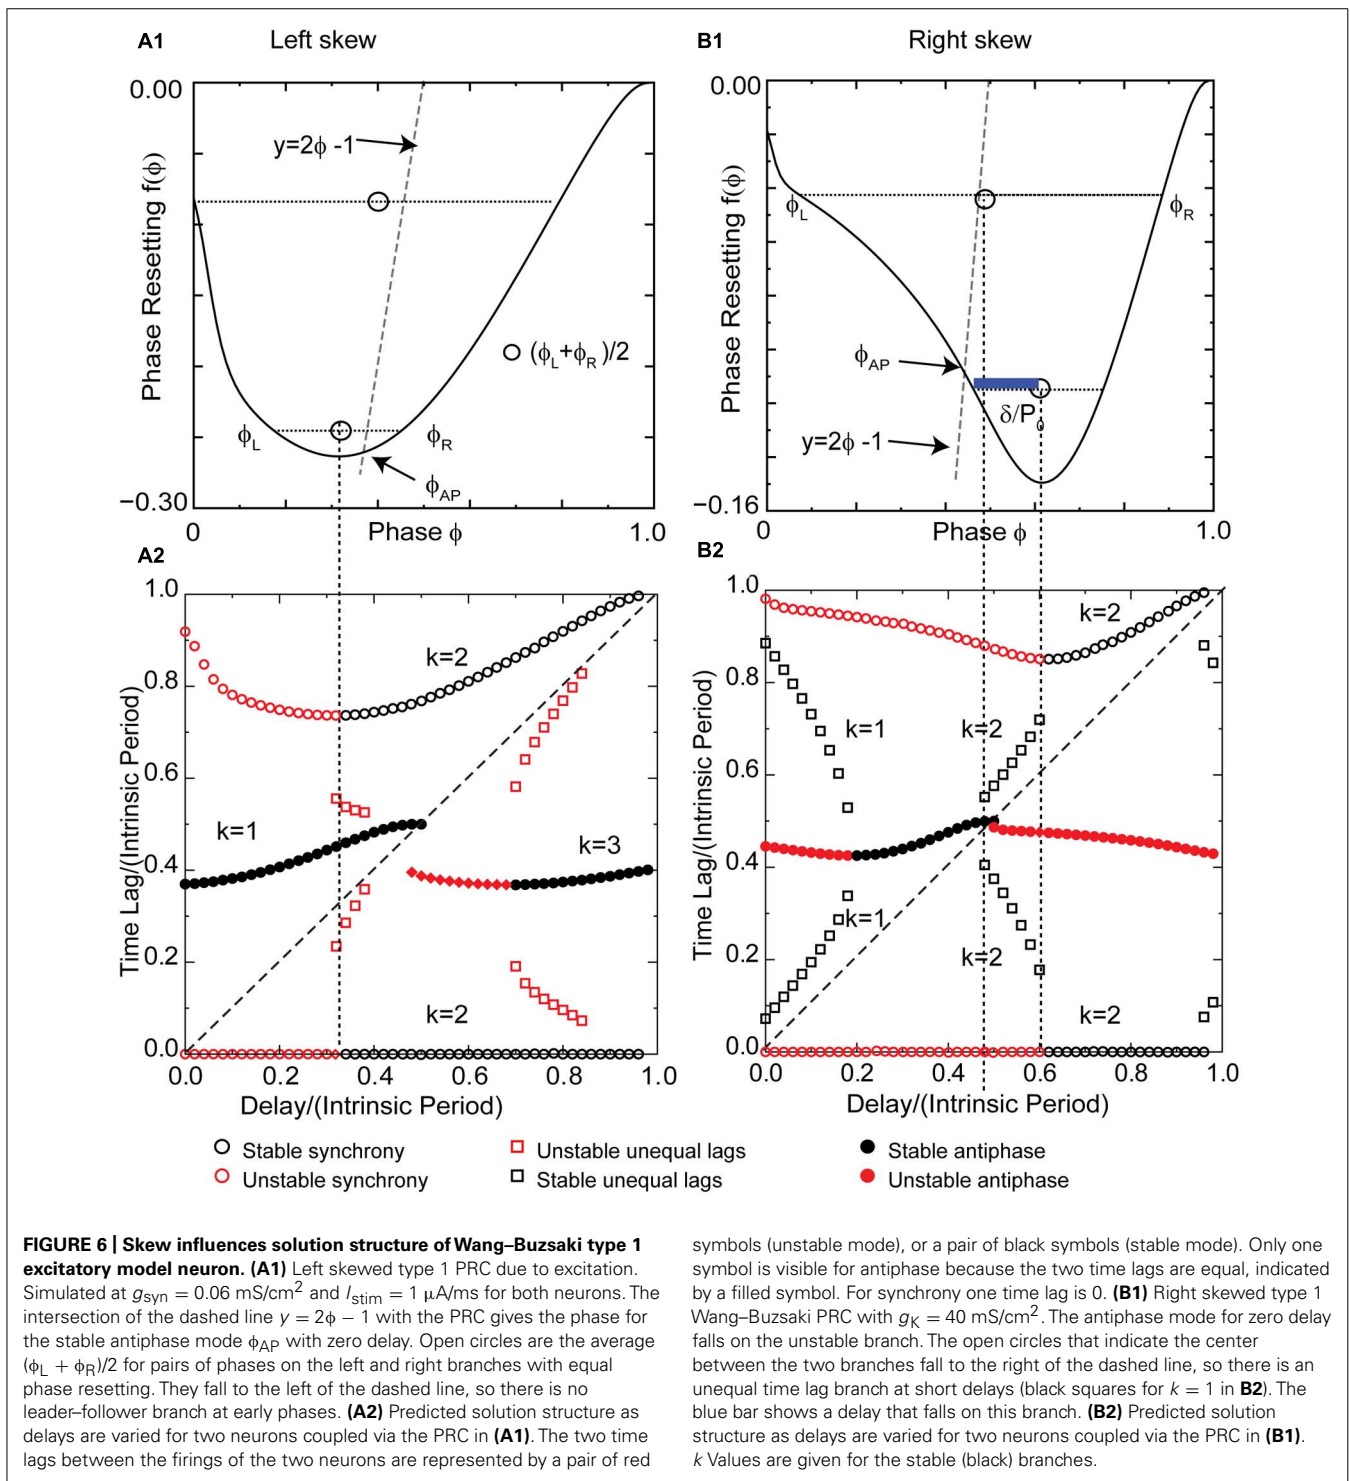 A1
Left skew
0.00
y=2ϕ -1
Phase Resetting f(ϕ)
(ϕL+ϕR)/2
ϕL
ϕR
ϕAP
−0.30
0
Phase ϕ
1.0
B1
Right skew
0.00
Phase Resetting f(ϕ)
ϕL
ϕR
ϕAP
δ/P0
y=2ϕ -1
−0.16
0
Phase ϕ
1.0
A2
1.0
0.8
0.6
0.4
0.2
0.0
Time Lag/(Intrinsic Period)
k=2
k=1
k=3
k=2
0.0 0.2 0.4 0.6 0.8 1.0
Delay/(Intrinsic Period)
B2
1.0
0.8
0.6
0.4
0.2
0.0
Time Lag/(Intrinsic Period)
k=2
k=1
k=2
k=1
k=2
k=2
0.0 0.2 0.4 0.6 0.8 1.0
Delay/(Intrinsic Period)
Stable synchrony
Unstable synchrony
Unstable unequal lags
Stable unequal lags
Stable antiphase
Unstable antiphase
FIGURE 6 | Skew influences solution structure of Wang–Buzsaki type 1
excitatory model neuron. (A1) Left skewed type 1 PRC due to excitation.
Simulated at gsyn = 0.06 mS/cm² and Istim = 1 μA/ms for both neurons. The
intersection of the dashed line y = 2ϕ − 1 with the PRC gives the phase for
the stable antiphase mode ϕAP with zero delay. Open circles are the average
(ϕL + ϕR)/2 for pairs of phases on the left and right branches with equal
phase resetting. They fall to the left of the dashed line, so there is no
leader–follower branch at early phases. (A2) Predicted solution structure as
delays are varied for two neurons coupled via the PRC in (A1). The two time
lags between the firings of the two neurons are represented by a pair of red
symbols (unstable mode), or a pair of black symbols (stable mode). Only one
symbol is visible for antiphase because the two time lags are equal, indicated
by a filled symbol. For synchrony one time lag is 0. (B1) Right skewed type 1
Wang–Buzsaki PRC with gK = 40 mS/cm². The antiphase mode for zero delay
falls on the unstable branch. The open circles that indicate the center
between the two branches fall to the right of the dashed line, so there is an
unequal time lag branch at short delays (black squares for k = 1 in B2). The
blue bar shows a delay that falls on this branch. (B2) Predicted solution
structure as delays are varied for two neurons coupled via the PRC in (B1).
k Values are given for the stable (black) branches.